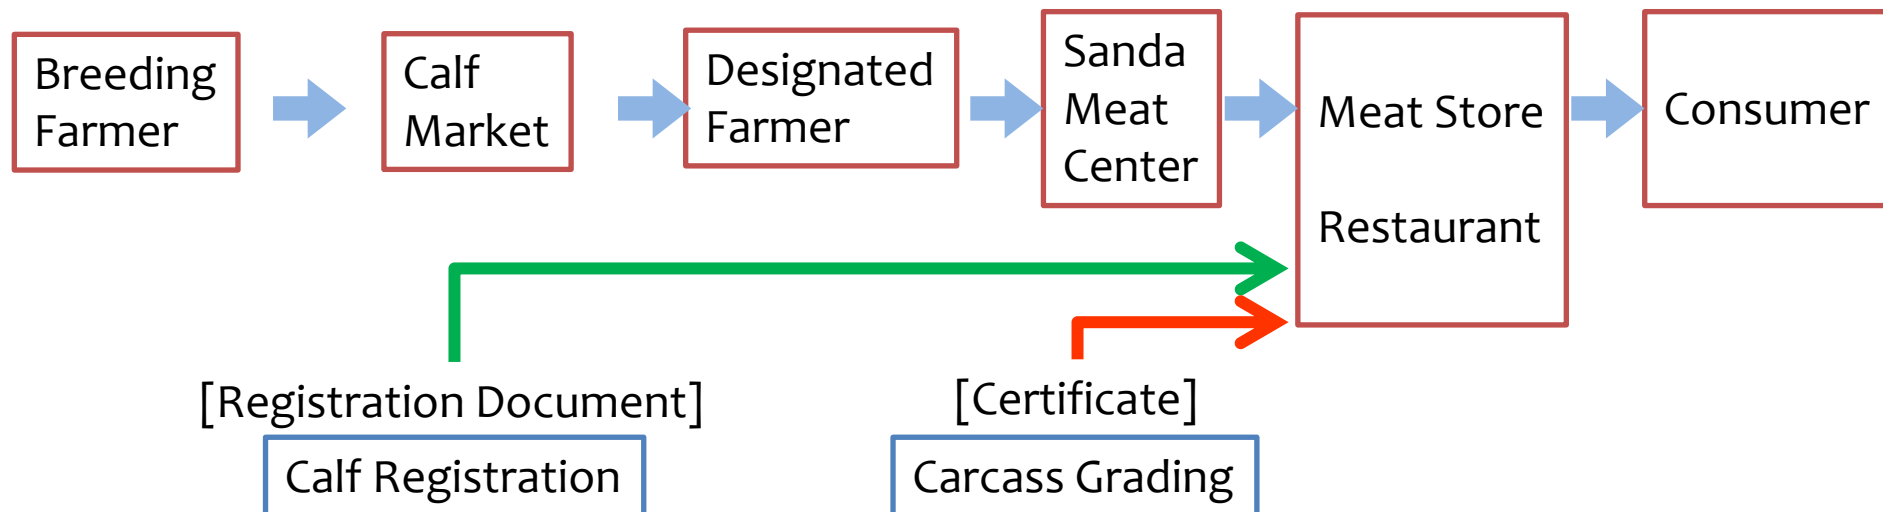 Breeding
Farmer
Calf
Market
Designated
Farmer
Sanda
Meat
Center
Meat Store
Restaurant
Consumer
[Registration Document]
Calf Registration
[Certificate]
Carcass Grading